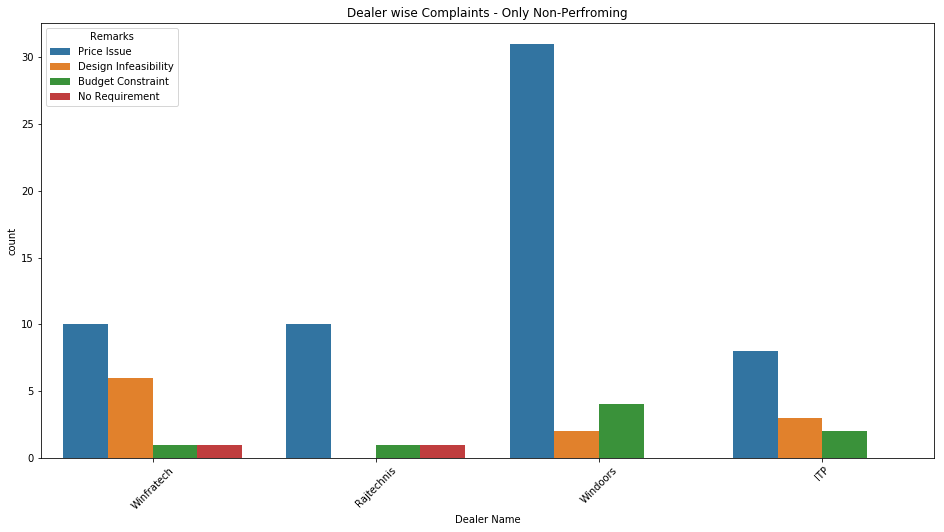 Dealer wise Complaints - Only Non-Perfroming
Remarks
Price Issue
Design Infeasibility
Budget Constraint
No Requirement
30
25
20
15
10
5
0
count
Winfratech
Rajtechnis
Windoors
ITP
Dealer Name